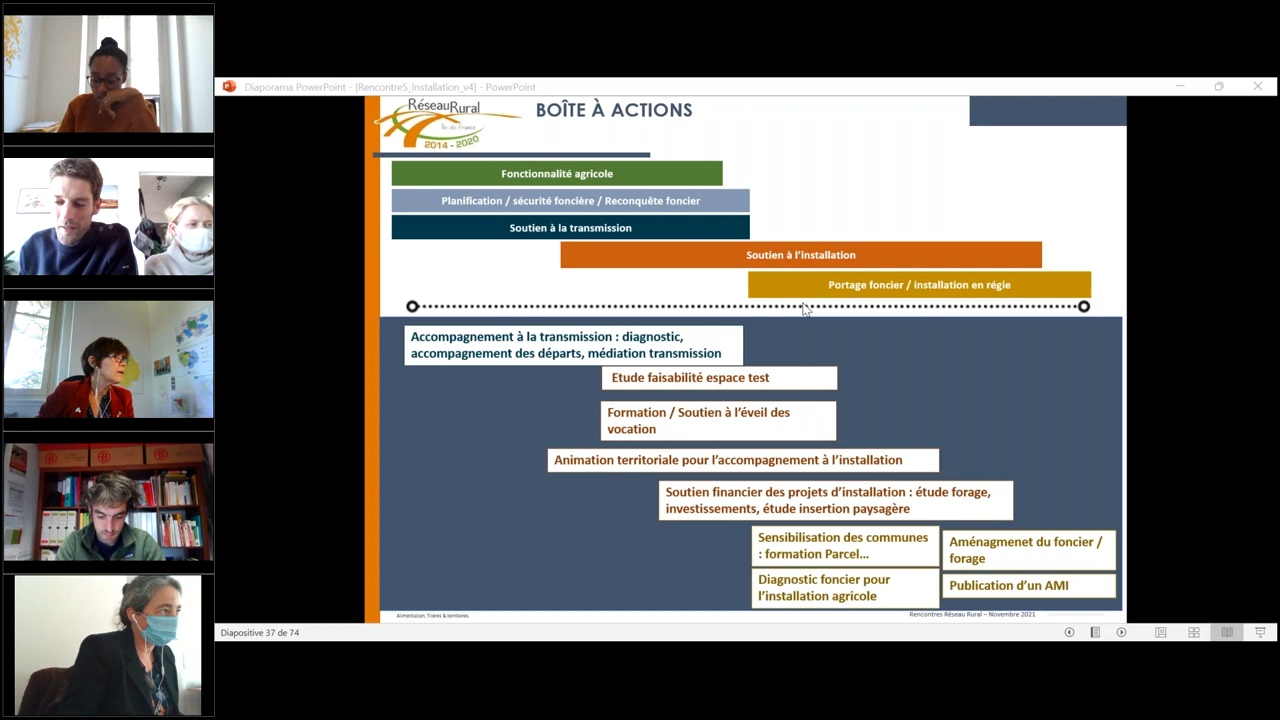 Diaporama PowerPoint - [Rencontre5_Installation_v4] - PowerPoint
RéseauRural
Île de France
2014 - 2020
BOÎTE À ACTIONS
Fonctionnalité agricole
Planification / sécurité foncière / Reconquête foncier
Soutien à la transmission
Soutien à l'installation
Portage foncier / installation en régie
Accompagnement à la transmission : diagnostic,
accompagnement des départs, médiation transmission
Etude faisabilité espace test
Formation / Soutien à l'éveil des
vocation
Animation territoriale pour l'accompagnement à l'installation
Soutien financier des projets d'installation : étude forage,
investissements, étude insertion paysagère
Sensibilisation des communes
: formation Parcel...
Aménagmenet du foncier /
forage
Diagnostic foncier pour
l'installation agricole
Publication d'un AMI
Alimentation, filières & territoires
Rencontres Réseau Rural – Novembre 2021
Diapositive 37 de 74